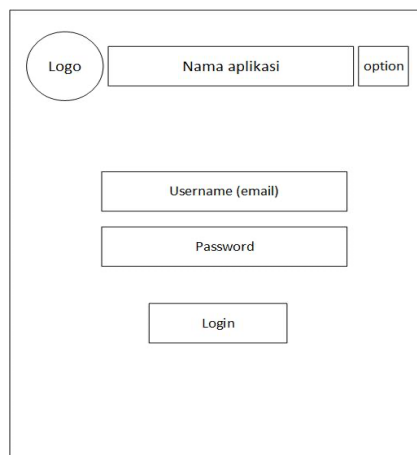 Logo
Nama aplikasi
option
Username (email)
Password
Login